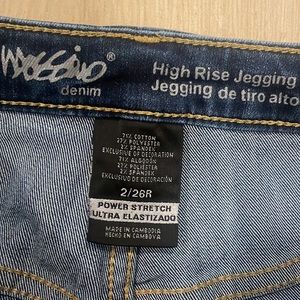 mossimo®
denim
High Rise Jegging
Jegging de tiro alto
71% COTTON
27% POLYESTER
2% SPANDEX
EXCLUSIVE OF DECORATION
71% ALGODÓN
27% POLIÉSTER
2% SPANDEX
EXCLUSIVO DE DECORACIÓN
2/26R
POWER STRETCH
ULTRA ELASTIZADO
MADE IN CAMBODIA
HECHO EN CAMBOYA